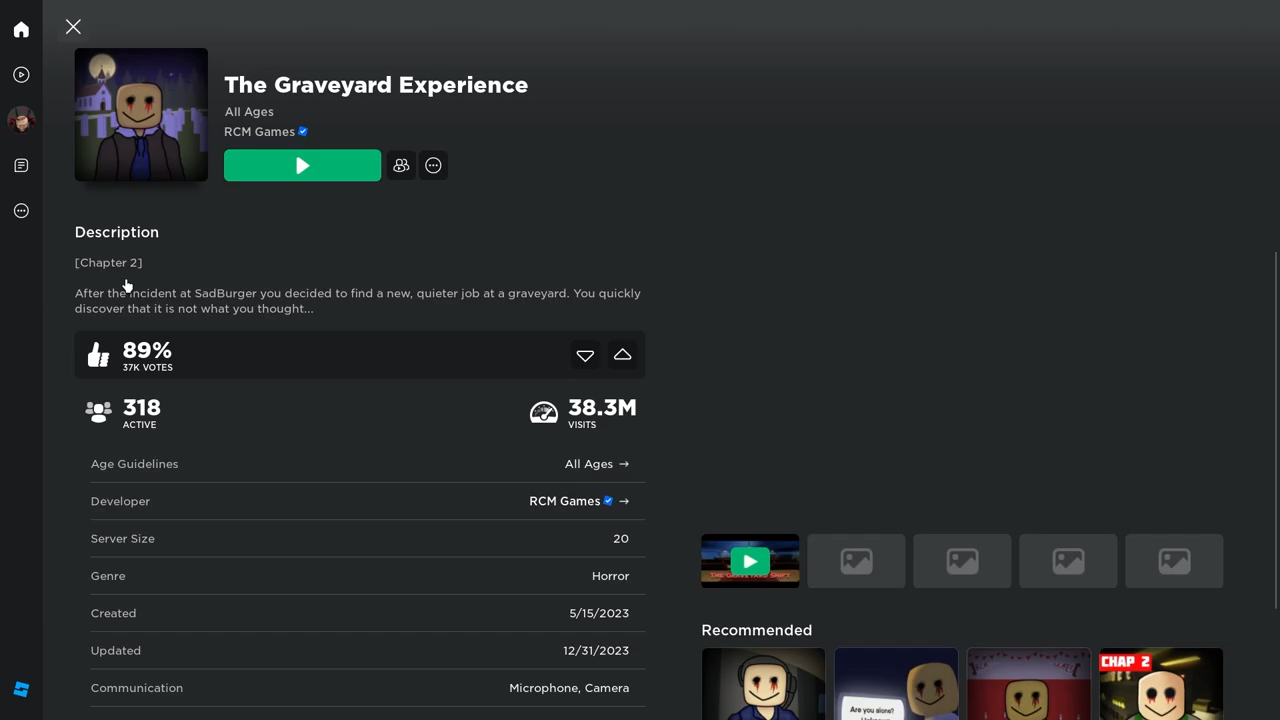 The Graveyard Experience
All Ages
RCM Games
Description
[Chapter 2]
After the incident at SadBurger you decided to find a new, quieter job at a graveyard. You quickly
discover that it is not what you thought...
89%
37K VOTES
318
ACTIVE
38.3M
VISITS
Age Guidelines
All Ages →
Developer
RCM Games →
Server Size
20
Genre
Horror
Created
5/15/2023
Updated
12/31/2023
Communication
Microphone, Camera
THE GRAVEYARD SHIFT
Recommended
Are you alone?
CHAP 2